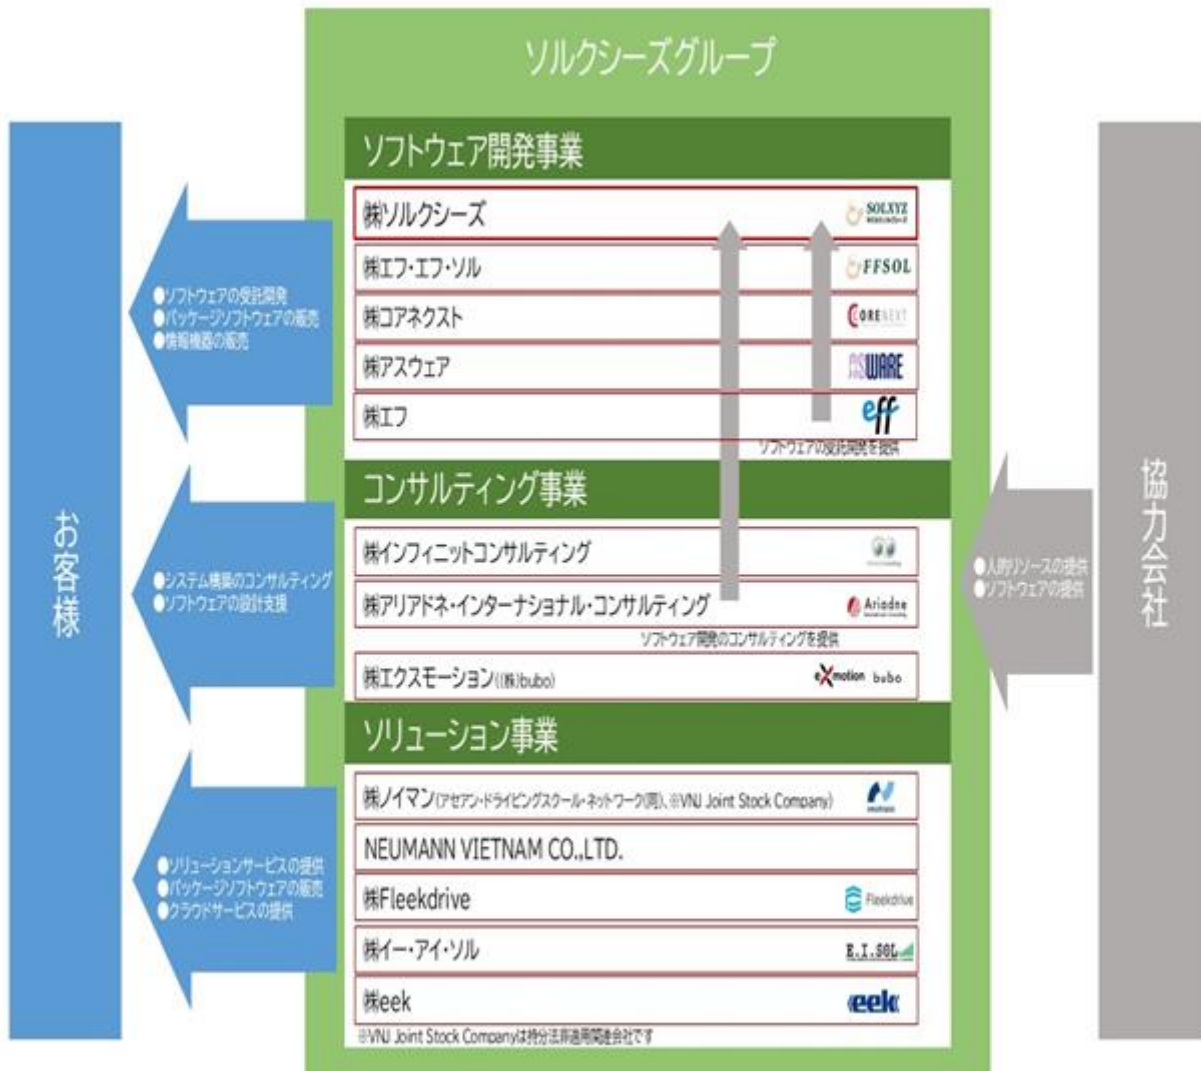 ソルクシーズグループ
ソフトウェア開発事業
㈱ソルクシーズ
SOLXYZ
㈱エフ・エフ・ソル
FFSOL
㈱コアネクスト
CORENEXT
㈱アスウェア
ASWARE
㈱エフ
eff
ソフトウェアの受託開発を提供
コンサルティング事業
㈱インフィニットコンサルティング
㈱アリアドネ・インターナショナル・コンサルティング
Ariadne
ソフトウェア開発のコンサルティングを提供
㈱エクスモーション((株)bubo)
eXmotion bubo
ソリューション事業
㈱ノイマン(アセアン・ドライビングスクール・ネットワーク(同)、※VNJ Joint Stock Company)
NEUMANN VIETNAM CO.,LTD.
㈱Fleekdrive
Fleekdrive
㈱イー・アイ・ソル
E.I.SOL
㈱eek
eek
※VNJ Joint Stock Companyは持分法非適用関連会社です
お客様
●ソフトウェアの受託開発
●パッケージソフトウェアの販売
●情報機器の販売
●システム構築のコンサルティング
●ソフトウェアの設計支援
●ソリューションサービスの提供
●パッケージソフトウェアの販売
●クラウドサービスの提供
協力会社
●人的リソースの提供
●ソフトウェアの提供